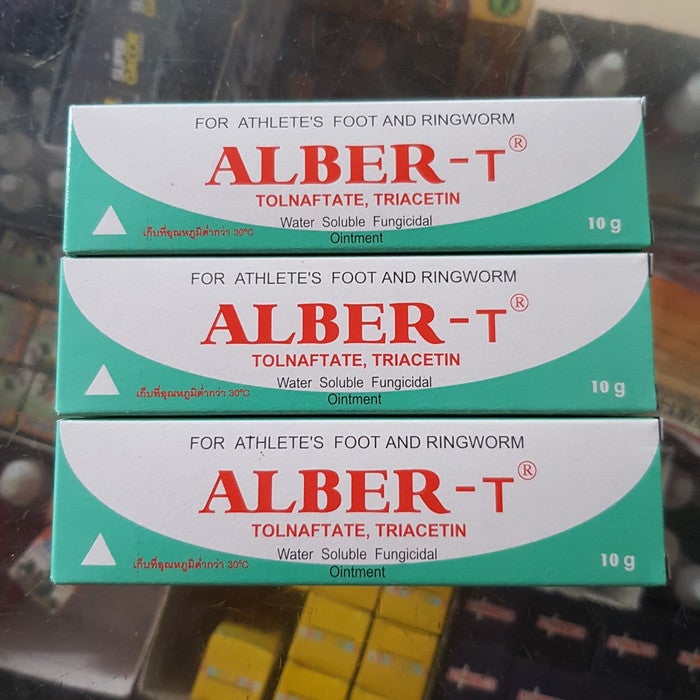 FOR ATHLETE'S FOOT AND RINGWORM
ALBER-T®
TOLNAFTATE, TRIACETIN
Water Soluble Fungicidal
Ointment
เก็บที่อุณหภูมิต่ำกว่า 30°C
10 g
FOR ATHLETE'S FOOT AND RINGWORM
ALBER-T®
TOLNAFTATE, TRIACETIN
Water Soluble Fungicidal
Ointment
เก็บที่อุณหภูมิต่ำกว่า 30°C
10 g
FOR ATHLETE'S FOOT AND RINGWORM
ALBER-T®
TOLNAFTATE, TRIACETIN
Water Soluble Fungicidal
Ointment
เก็บที่อุณหภูมิต่ำกว่า 30°C
10 g